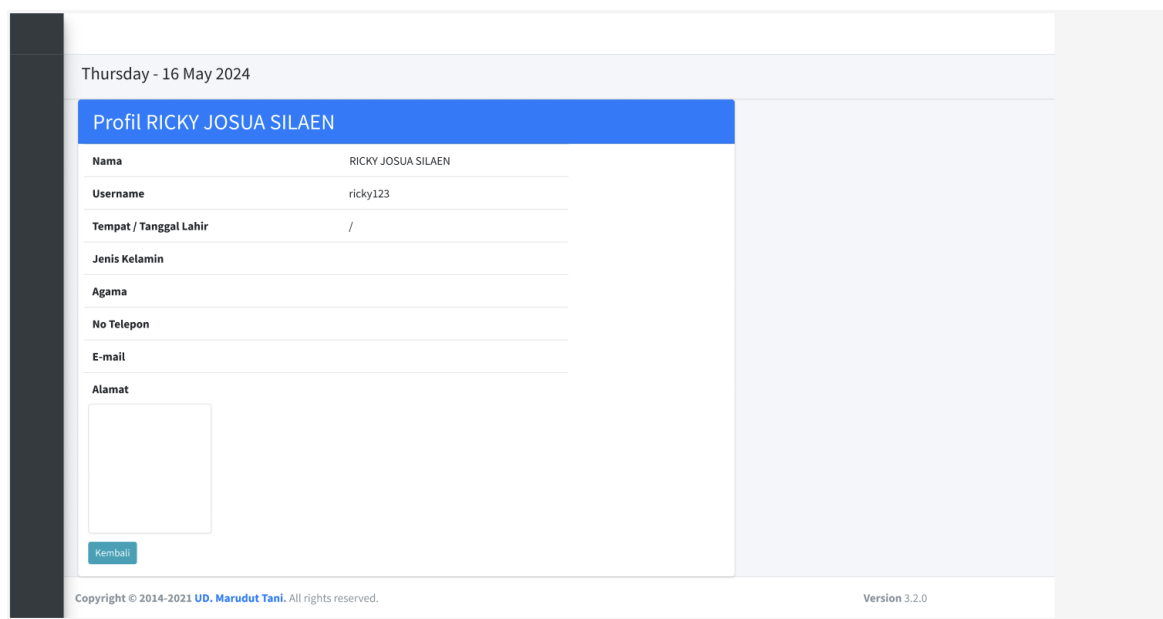 Thursday - 16 May 2024
Profil RICKY JOSUA SILAEN
Nama RICKY JOSUA SILAEN
Username ricky123
Tempat / Tanggal Lahir /
Jenis Kelamin
Agama
No Telepon
E-mail
Alamat
Kembali
Copyright © 2014-2021 UD. Marudut Tani. All rights reserved. Version 3.2.0